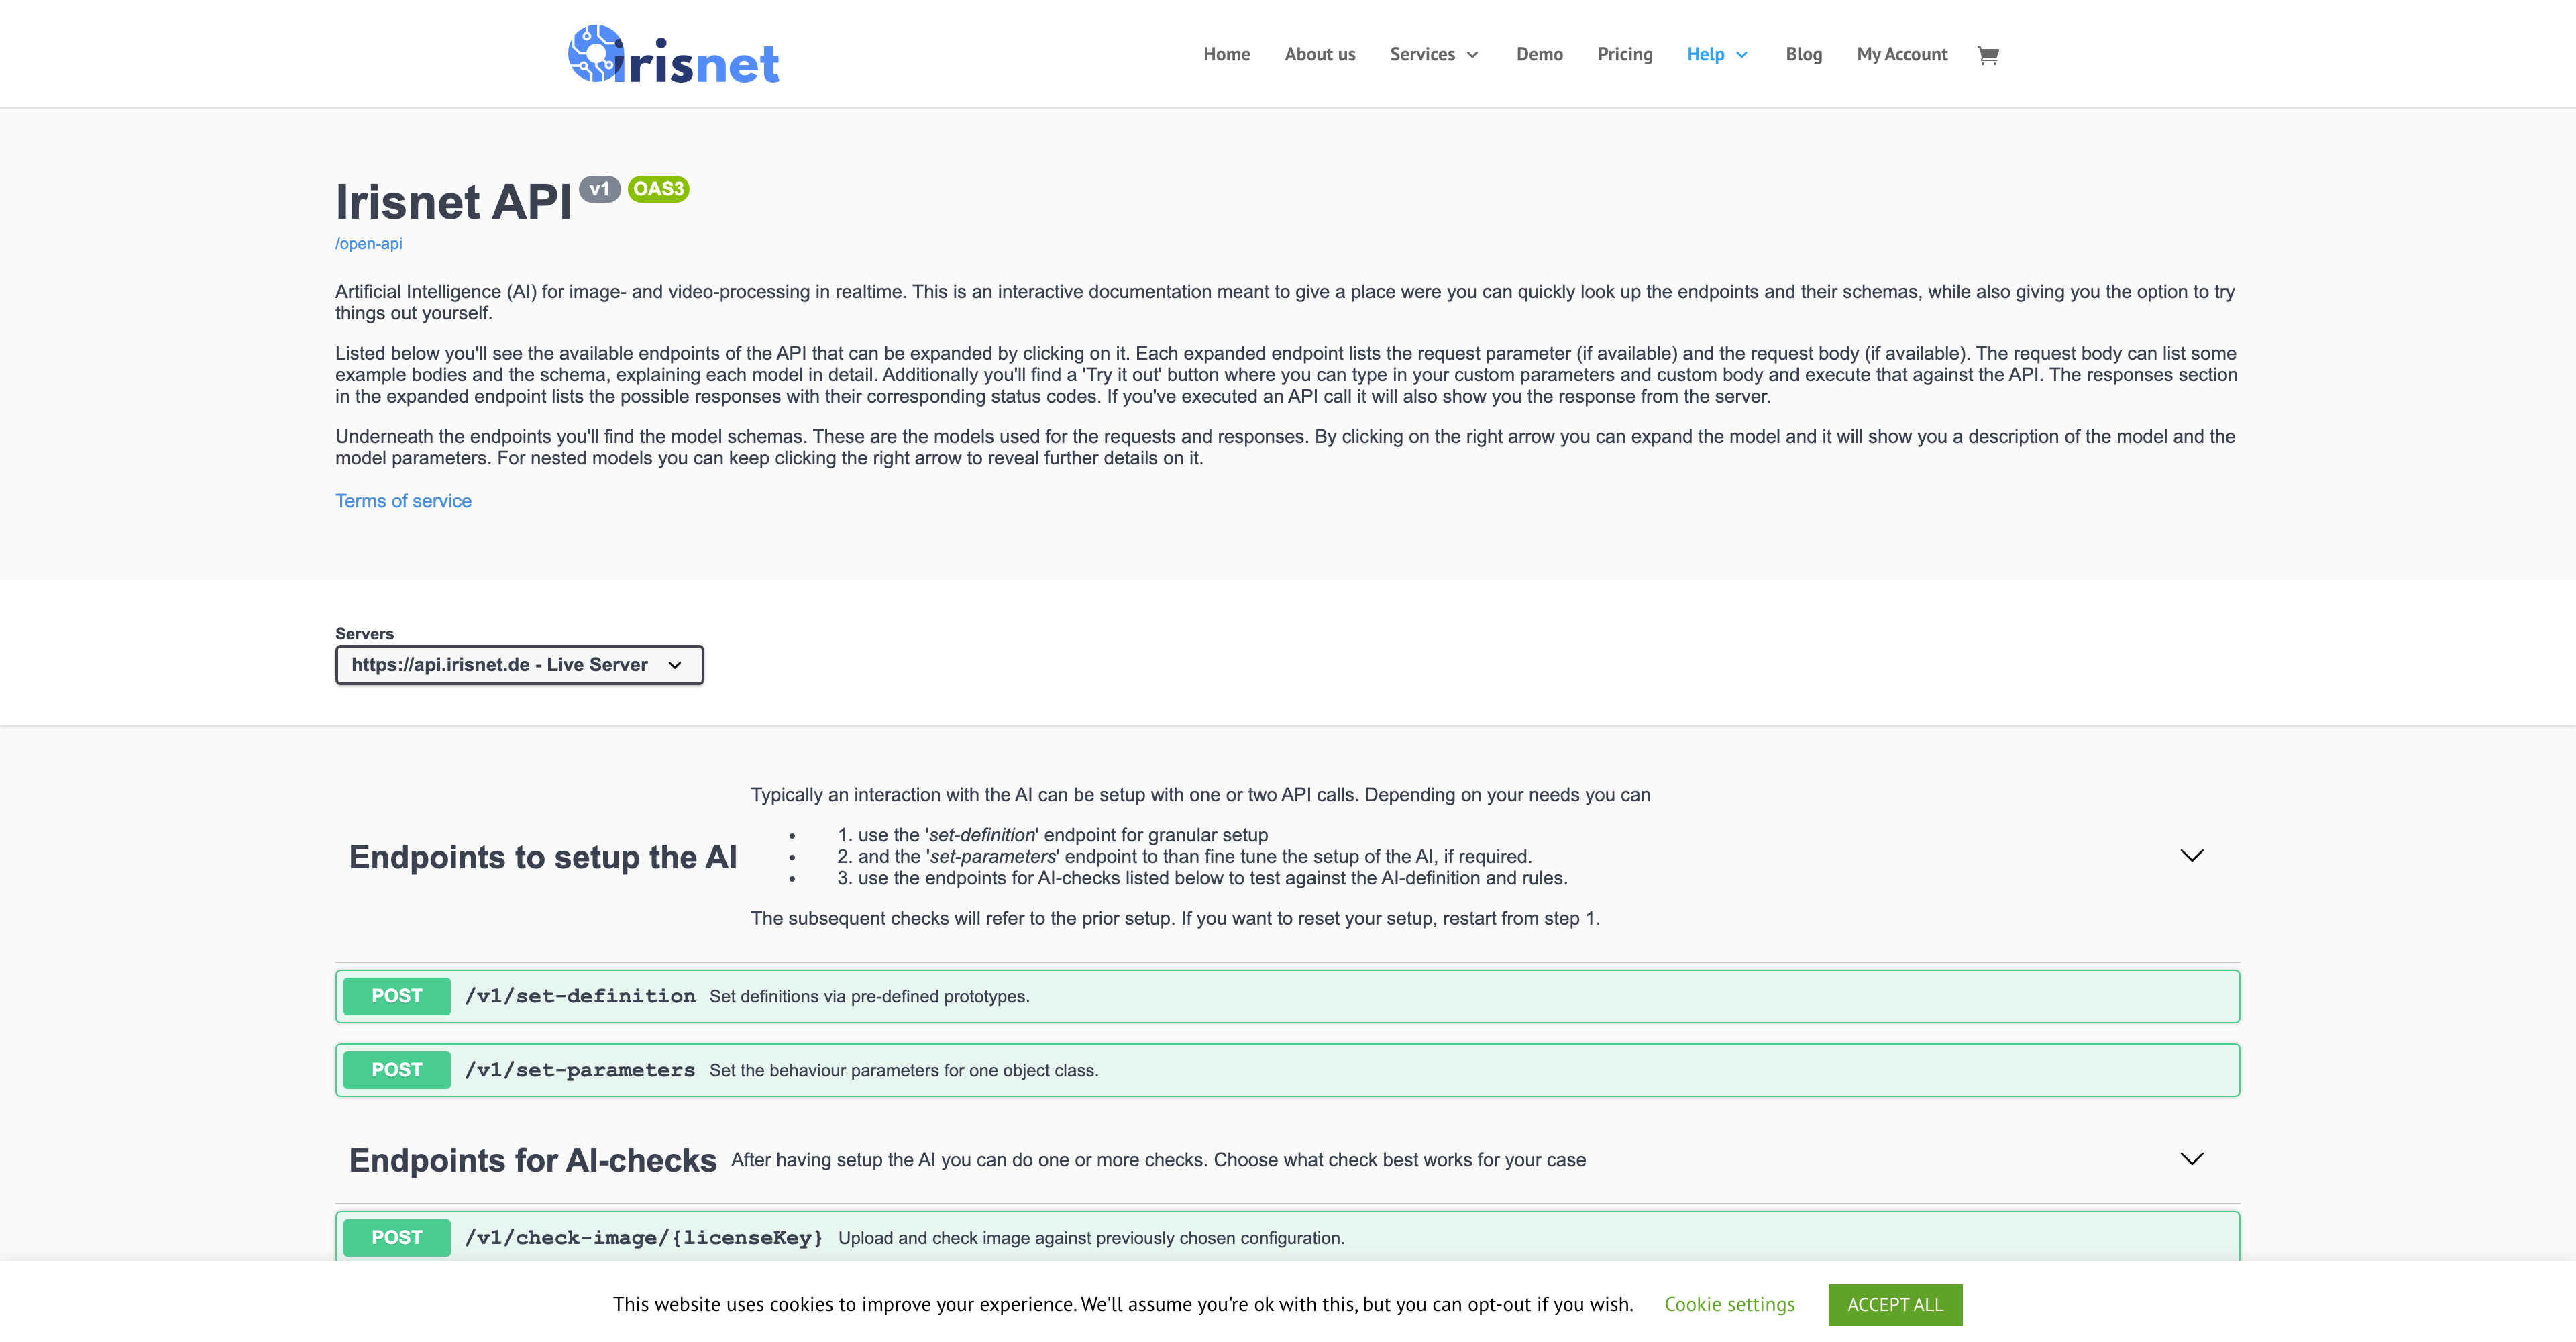 irisnet
Home About us Services Demo Pricing Help Blog My Account
Irisnet API v1 OAS3
/open-api
Artificial Intelligence (AI) for image- and video-processing in realtime. This is an interactive documentation meant to give a place were you can quickly look up the endpoints and their schemas, while also giving you the option to try
things out yourself.
Listed below you'll see the available endpoints of the API that can be expanded by clicking on it. Each expanded endpoint lists the request parameter (if available) and the request body (if available). The request body can list some
example bodies and the schema, explaining each model in detail. Additionally you'll find a 'Try it out' button where you can type in your custom parameters and custom body and execute that against the API. The responses section
in the expanded endpoint lists the possible responses with their corresponding status codes. If you've executed an API call it will also show you the response from the server.
Underneath the endpoints you'll find the model schemas. These are the models used for the requests and responses. By clicking on the right arrow you can expand the model and it will show you a description of the model and the
model parameters. For nested models you can keep clicking the right arrow to reveal further details on it.
Terms of service
Servers
https://api.irisnet.de - Live Server
Endpoints to setup the AI
Typically an interaction with the AI can be setup with one or two API calls. Depending on your needs you can
• 1. use the 'set-definition' endpoint for granular setup
• 2. and the 'set-parameters' endpoint to than fine tune the setup of the AI, if required.
• 3. use the endpoints for AI-checks listed below to test against the AI-definition and rules.
The subsequent checks will refer to the prior setup. If you want to reset your setup, restart from step 1.
POST /v1/set-definition Set definitions via pre-defined prototypes.
POST /v1/set-parameters Set the behaviour parameters for one object class.
Endpoints for AI-checks After having setup the AI you can do one or more checks. Choose what check best works for your case
POST /v1/check-image/{licenseKey} Upload and check image against previously chosen configuration.
This website uses cookies to improve your experience. We'll assume you're ok with this, but you can opt-out if you wish. Cookie settings ACCEPT ALL